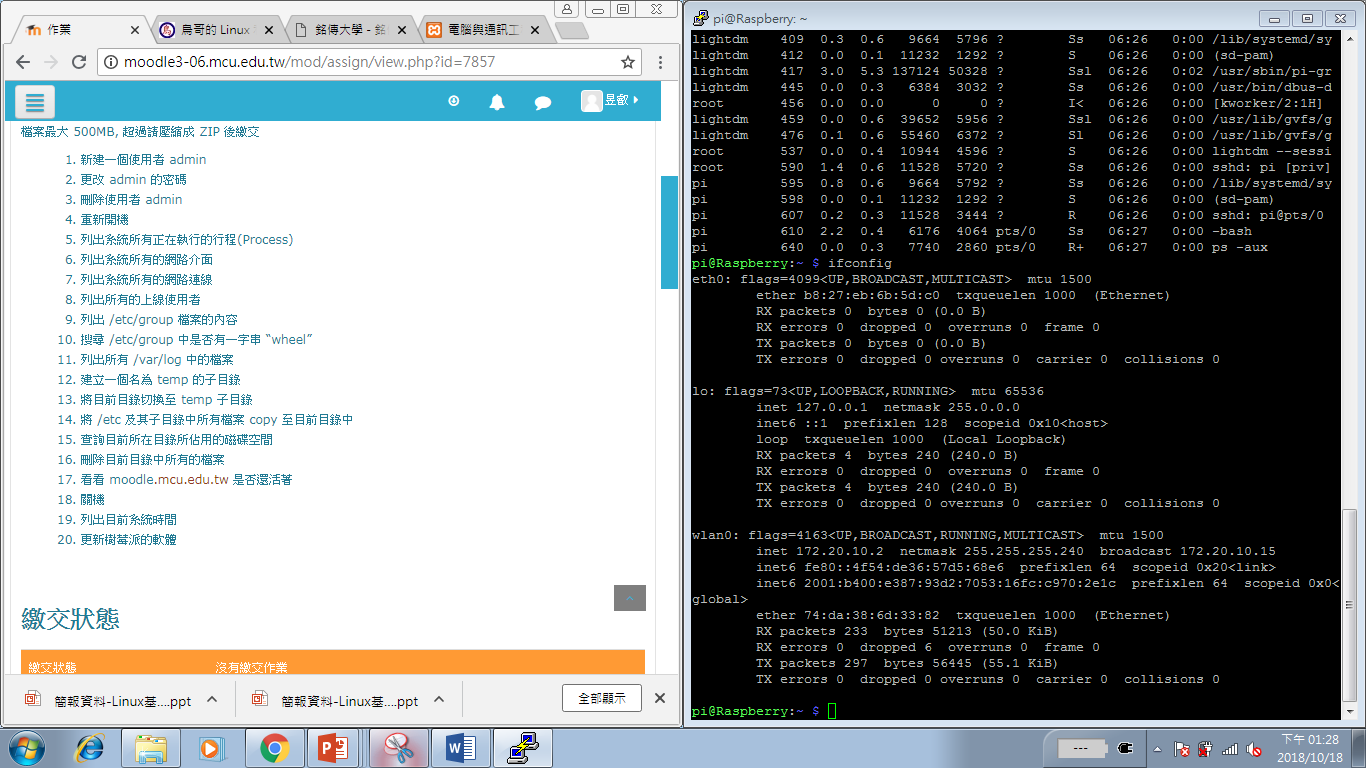 作業
鳥哥的 Linux
銘傳大學 - 銘
電腦與通訊工
moodle3-06.mcu.edu.tw/mod/assign/view.php?id=7857
昱叡
檔案最大 500MB, 超過請壓縮成 ZIP 後繳交
1. 新建一個使用者 admin
2. 更改 admin 的密碼
3. 刪除使用者 admin
4. 重新開機
5. 列出系統所有正在執行的行程(Process)
6. 列出系統所有的網路介面
7. 列出系統所有的網路連線
8. 列出所有的上線使用者
9. 列出 /etc/group 檔案的內容
10. 搜尋 /etc/group 中是否有一字串 “wheel”
11. 列出所有 /var/log 中的檔案
12. 建立一個名為 temp 的子目錄
13. 將目前目錄切換至 temp 子目錄
14. 將 /etc 及其子目錄中所有檔案 copy 至目前目錄中
15. 查詢目前所在目錄所佔用的磁碟空間
16. 刪除目前目錄中所有的檔案
17. 看看 moodle.mcu.edu.tw 是否還活著
18. 關機
19. 列出目前系統時間
20. 更新樹莓派的軟體
繳交狀態
繳交狀態 沒有繳交作業
簡報資料-Linux基....ppt
簡報資料-Linux基....ppt
全部顯示
pi@Raspberry: ~
lightdm 409 0.3 0.6 9664 5796 ? Ss 06:26 0:00 /lib/systemd/sy
lightdm 412 0.0 0.1 11232 1292 ? S 06:26 0:00 (sd-pam)
lightdm 417 3.0 5.3 137124 50328 ? Ssl 06:26 0:02 /usr/sbin/pi-gr
lightdm 445 0.0 0.3 6384 3032 ? Ss 06:26 0:00 /usr/bin/dbus-d
root 456 0.0 0.0 0 0 ? I< 06:26 0:00 [kworker/2:1H]
lightdm 459 0.0 0.6 39652 5956 ? Ssl 06:26 0:00 /usr/lib/gvfs/g
lightdm 476 0.1 0.6 55460 6372 ? Sl 06:26 0:00 /usr/lib/gvfs/g
root 537 0.0 0.4 10944 4596 ? S 06:26 0:00 lightdm --sessi
root 590 1.4 0.6 11528 5720 ? Ss 06:26 0:00 sshd: pi [priv]
pi 595 0.8 0.6 9664 5792 ? Ss 06:26 0:00 /lib/systemd/sy
pi 598 0.0 0.1 11232 1292 ? S 06:26 0:00 (sd-pam)
pi 607 0.2 0.3 11528 3444 ? R 06:26 0:00 sshd: pi@pts/0
pi 610 2.2 0.4 6176 4064 pts/0 Ss 06:27 0:00 -bash
pi 640 0.0 0.3 7740 2860 pts/0 R+ 06:27 0:00 ps -aux
pi@Raspberry:~ $ ifconfig
eth0: flags=4099<UP,BROADCAST,MULTICAST> mtu 1500
ether b8:27:eb:6b:5d:c0 txqueuelen 1000 (Ethernet)
RX packets 0 bytes 0 (0.0 B)
RX errors 0 dropped 0 overruns 0 frame 0
TX packets 0 bytes 0 (0.0 B)
TX errors 0 dropped 0 overruns 0 carrier 0 collisions 0
lo: flags=73<UP,LOOPBACK,RUNNING> mtu 65536
inet 127.0.0.1 netmask 255.0.0.0
inet6 ::1 prefixlen 128 scopeid 0x10<host>
loop txqueuelen 1000 (Local Loopback)
RX packets 4 bytes 240 (240.0 B)
RX errors 0 dropped 0 overruns 0 frame 0
TX packets 4 bytes 240 (240.0 B)
TX errors 0 dropped 0 overruns 0 carrier 0 collisions 0
wlan0: flags=4163<UP,BROADCAST,RUNNING,MULTICAST> mtu 1500
inet 172.20.10.2 netmask 255.255.255.240 broadcast 172.20.10.15
inet6 fe80::4f54:de36:57d5:68e6 prefixlen 64 scopeid 0x20<link>
inet6 2001:b400:e387:93d2:7053:16fc:c970:2e1c prefixlen 64 scopeid 0x0<
global>
ether 74:da:38:6d:33:82 txqueuelen 1000 (Ethernet)
RX packets 233 bytes 51213 (50.0 KiB)
RX errors 0 dropped 6 overruns 0 frame 0
TX packets 297 bytes 56445 (55.1 KiB)
TX errors 0 dropped 0 overruns 0 carrier 0 collisions 0
pi@Raspberry:~ $
---
下午 01:28
2018/10/18